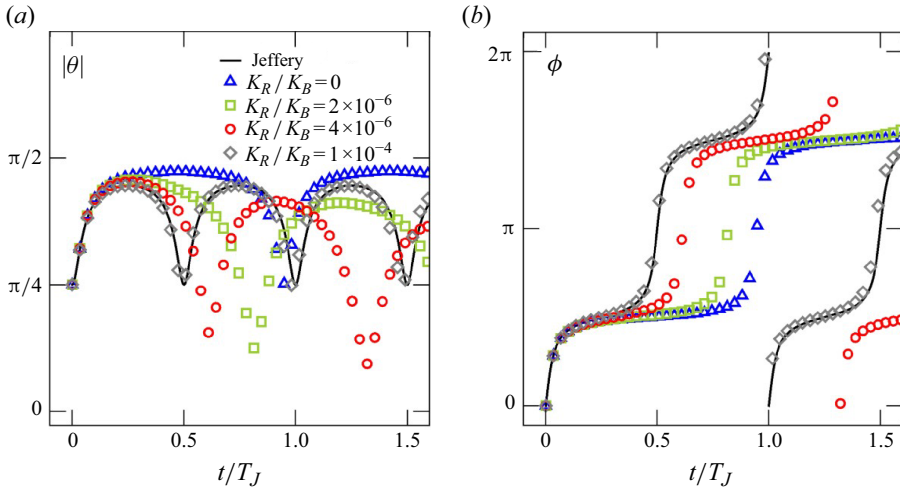 (a)
|θ|
Jeffery
K_R / K_B = 0
K_R / K_B = 2 × 10⁻⁶
K_R / K_B = 4 × 10⁻⁶
K_R / K_B = 1 × 10⁻⁴
π/2
π/4
0
0 0.5 1.0 1.5
t/T_J
(b)
2π
ϕ
π
0
0 0.5 1.0 1.5
t/T_J